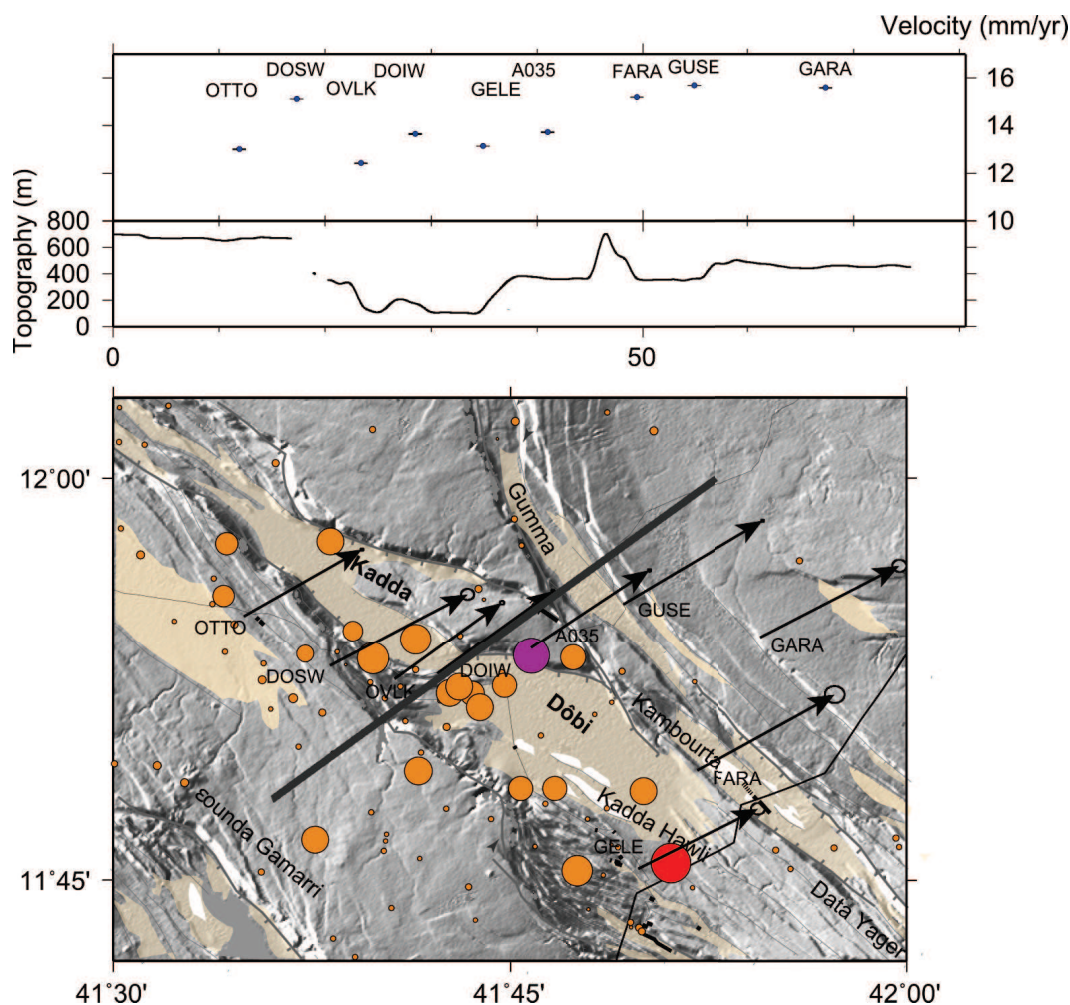 Velocity (mm/yr)
OTTO
DOSW
OVLK
DOIW
GELE
A035
FARA
GUSE
GARA
16
14
12
10
Topography (m)
800
600
400
200
0
0
50
12°00'
11°45'
Gumma
Kadda
OTTO
GUSE
A035
GARA
DOSW
OVLK
DOIW
Dôbi
Kambourta
FARA
Kadda Hawli
GELE
εounda Gamarri
Data Yager
41°30'
41°45'
42°00'